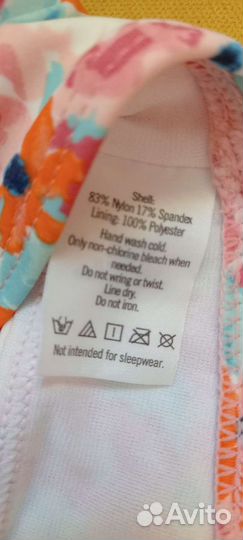 Shell:
83% Nylon 17% Spandex
Lining: 100% Polyester
Hand wash cold.
Only non-chlorine bleach when
needed.
Do not wring or twist.
Line dry.
Do not iron.
Not intended for sleepwear.
Avito